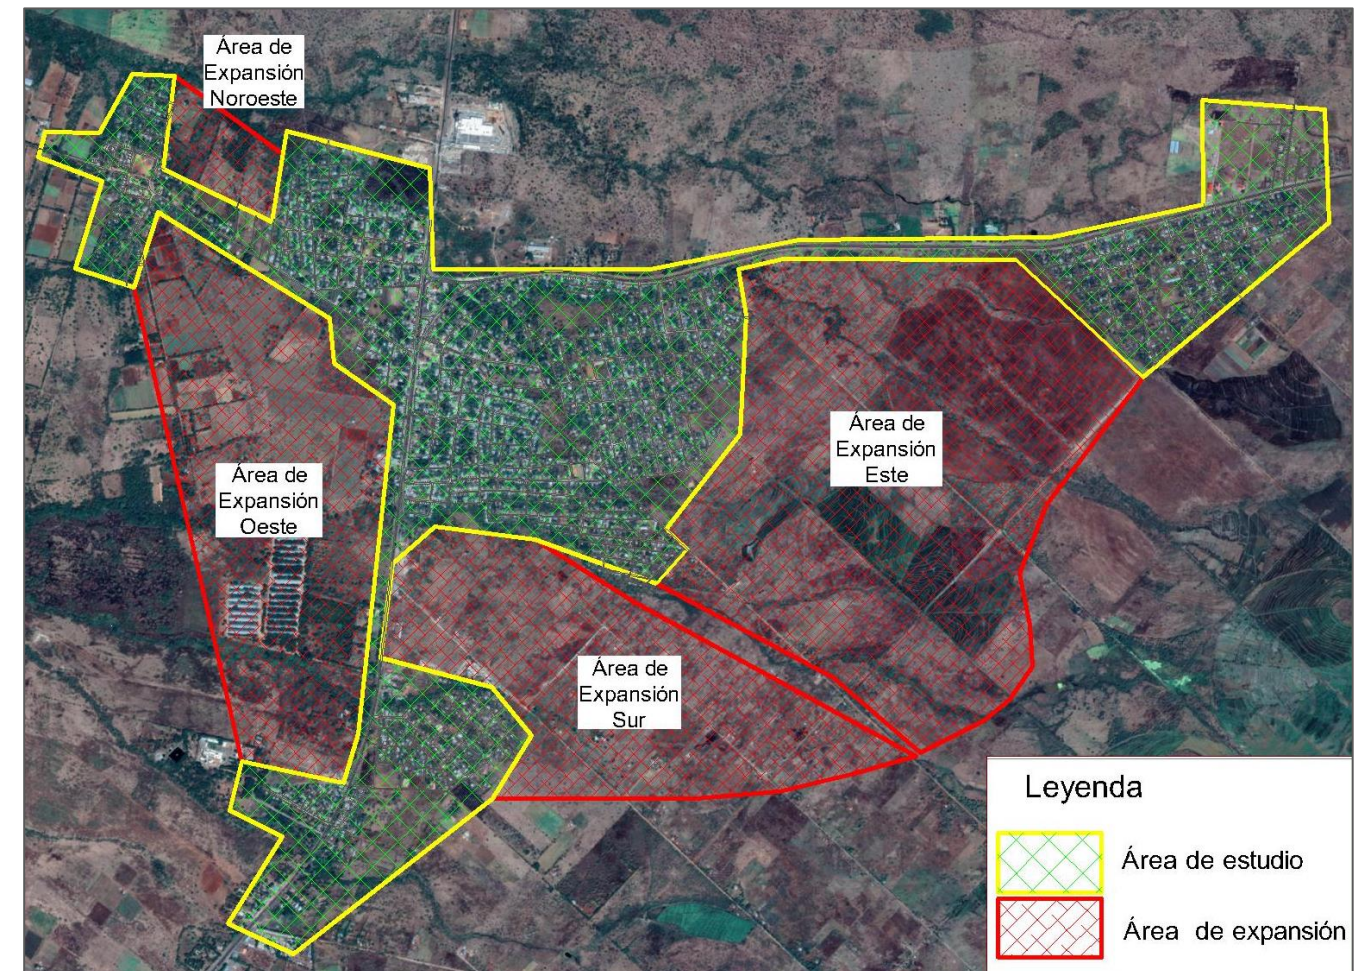 Área de
Expansión
Noroeste
Área de
Expansión
Este
Área de
Expansión
Oeste
Área de
Expansión
Sur
Leyenda
Área de estudio
Área de expansión